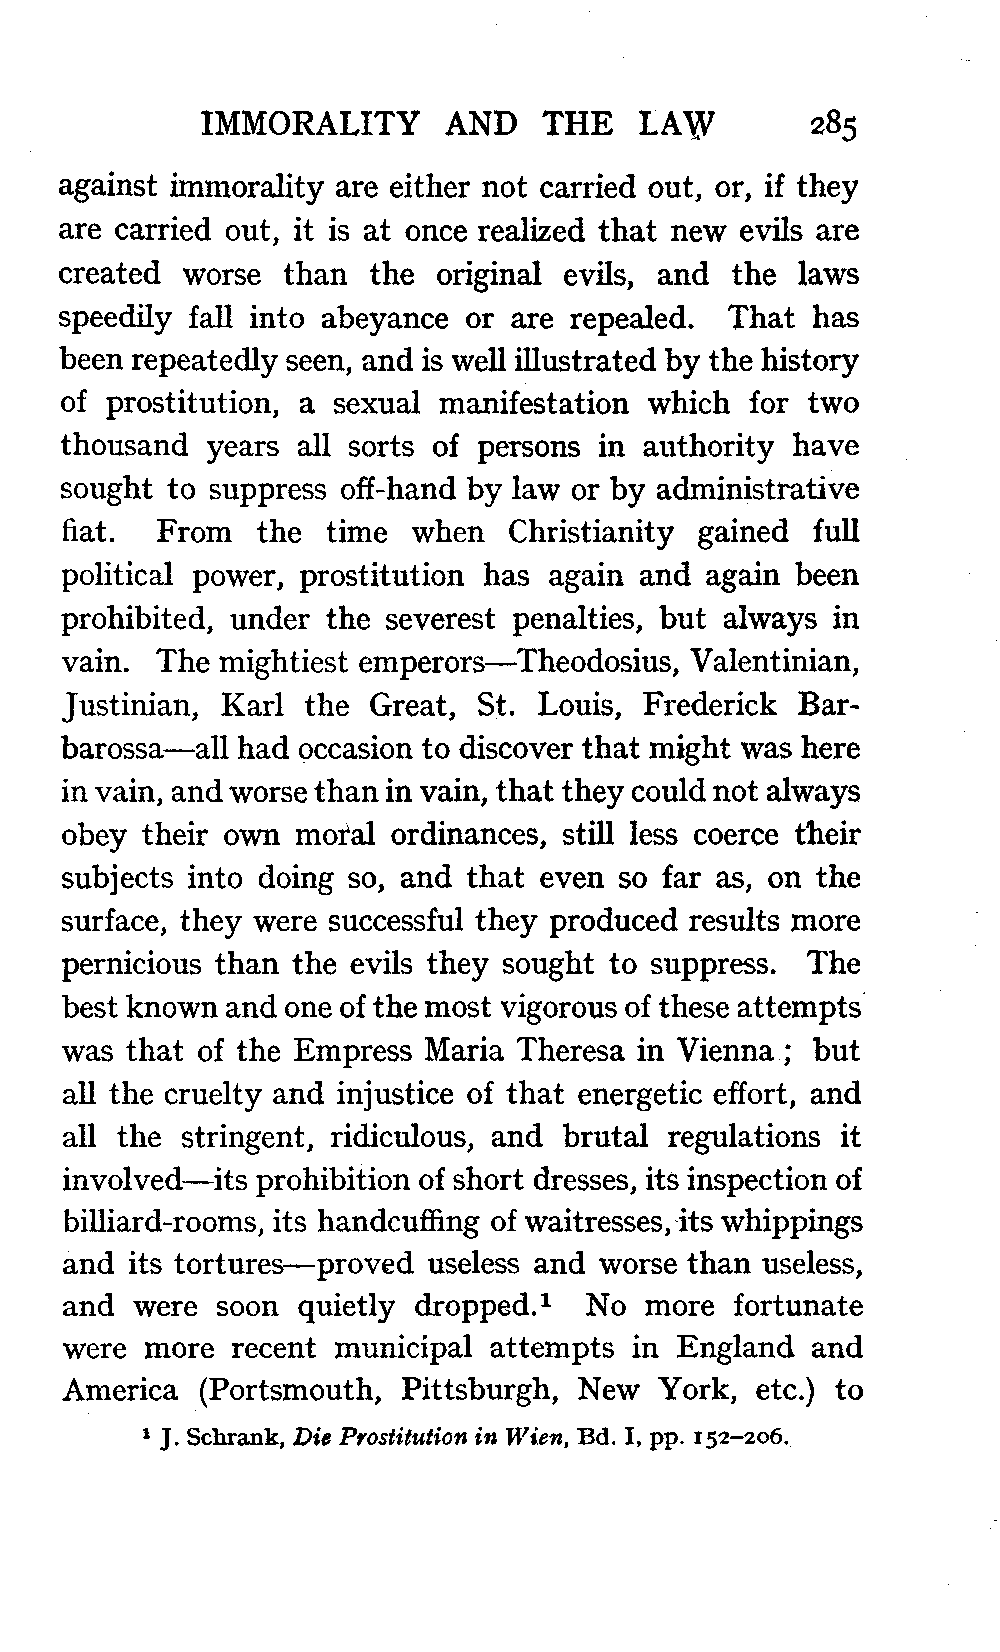 IMMORALITY AND THE LAW 285
against immorality are either not carried out, or, if they
are carried out, it is at once realized that new evils are
created worse than the original evils, and the laws
speedily fall into abeyance or are repealed. That has
been repeatedly seen, and is well illustrated by the history
of prostitution, a sexual manifestation which for two
thousand years all sorts of persons in authority have
sought to suppress off-hand by law or by administrative
fiat. From the time when Christianity gained full
political power, prostitution has again and again been
prohibited, under the severest penalties, but always in
vain. The mightiest emperors—Theodosius, Valentinian,
Justinian, Karl the Great, St. Louis, Frederick Bar-
barossa—all had occasion to discover that might was here
in vain, and worse than in vain, that they could not always
obey their own moral ordinances, still less coerce their
subjects into doing so, and that even so far as, on the
surface, they were successful they produced results more
pernicious than the evils they sought to suppress. The
best known and one of the most vigorous of these attempts
was that of the Empress Maria Theresa in Vienna; but
all the cruelty and injustice of that energetic effort, and
all the stringent, ridiculous, and brutal regulations it
involved—its prohibition of short dresses, its inspection of
billiard-rooms, its handcuffing of waitresses, its whippings
and its tortures—proved useless and worse than useless,
and were soon quietly dropped.¹ No more fortunate
were more recent municipal attempts in England and
America (Portsmouth, Pittsburgh, New York, etc.) to
¹ J. Schrank, Die Prostitution in Wien, Bd. I, pp. 152–206.